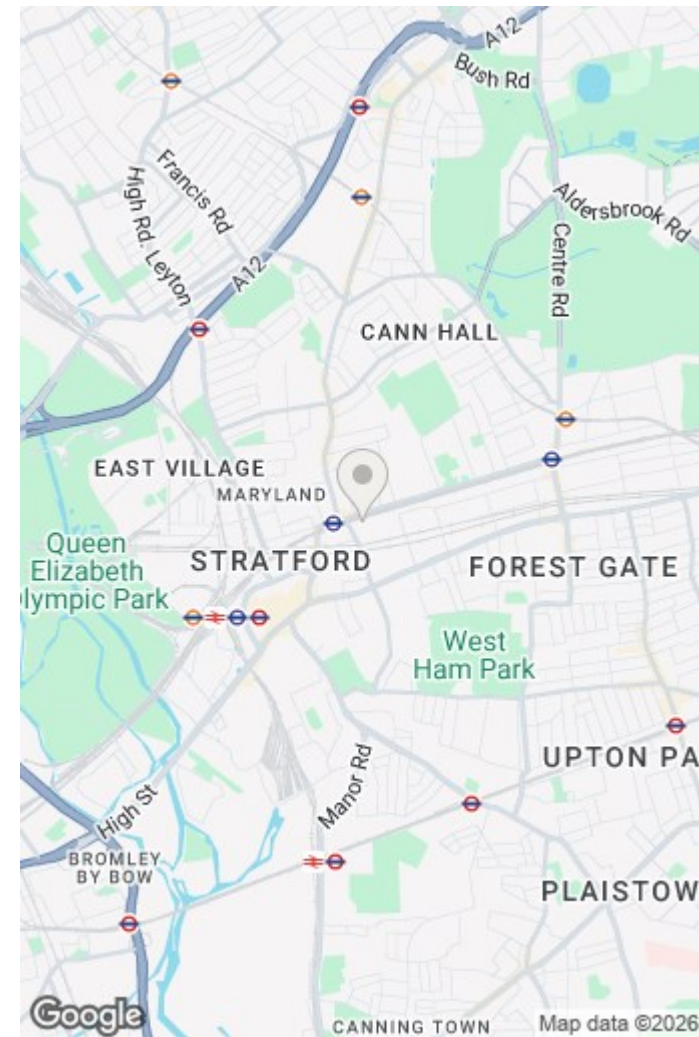 A12
Bush Rd
Francis Rd
High Rd. Leyton
Aldersbrook Rd
A12
Centre Rd
CANN HALL
EAST VILLAGE
MARYLAND
Queen
Elizabeth
Olympic Park
STRATFORD
FOREST GATE
West
Ham Park
UPTON PA
Manor Rd
High St
BROMLEY
BY BOW
PLAISTOW
Google
CANNING TOWN
Map data ©2026